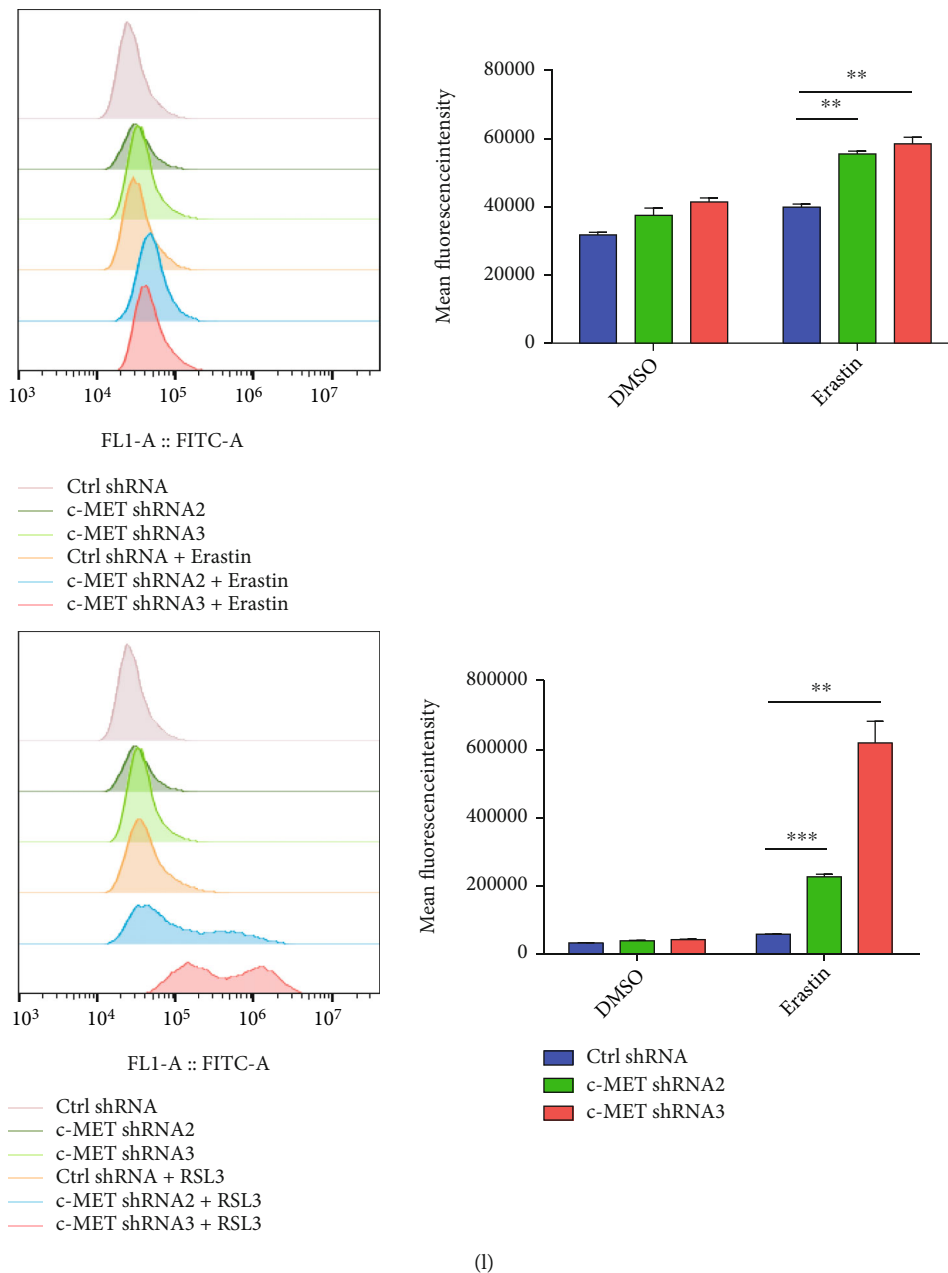 10³ 10⁴ 10⁵ 10⁶ 10⁷
FL1-A :: FITC-A
Ctrl shRNA
c-MET shRNA2
c-MET shRNA3
Ctrl shRNA + Erastin
c-MET shRNA2 + Erastin
c-MET shRNA3 + Erastin
Mean fluorescenceintensity
80000
60000
40000
20000
0
**
**
DMSO
Erastin
10³ 10⁴ 10⁵ 10⁶ 10⁷
FL1-A :: FITC-A
Ctrl shRNA
c-MET shRNA2
c-MET shRNA3
Ctrl shRNA + RSL3
c-MET shRNA2 + RSL3
c-MET shRNA3 + RSL3
Mean fluorescenceintensity
800000
600000
400000
200000
0
**
***
DMSO
Erastin
Ctrl shRNA
c-MET shRNA2
c-MET shRNA3
(l)